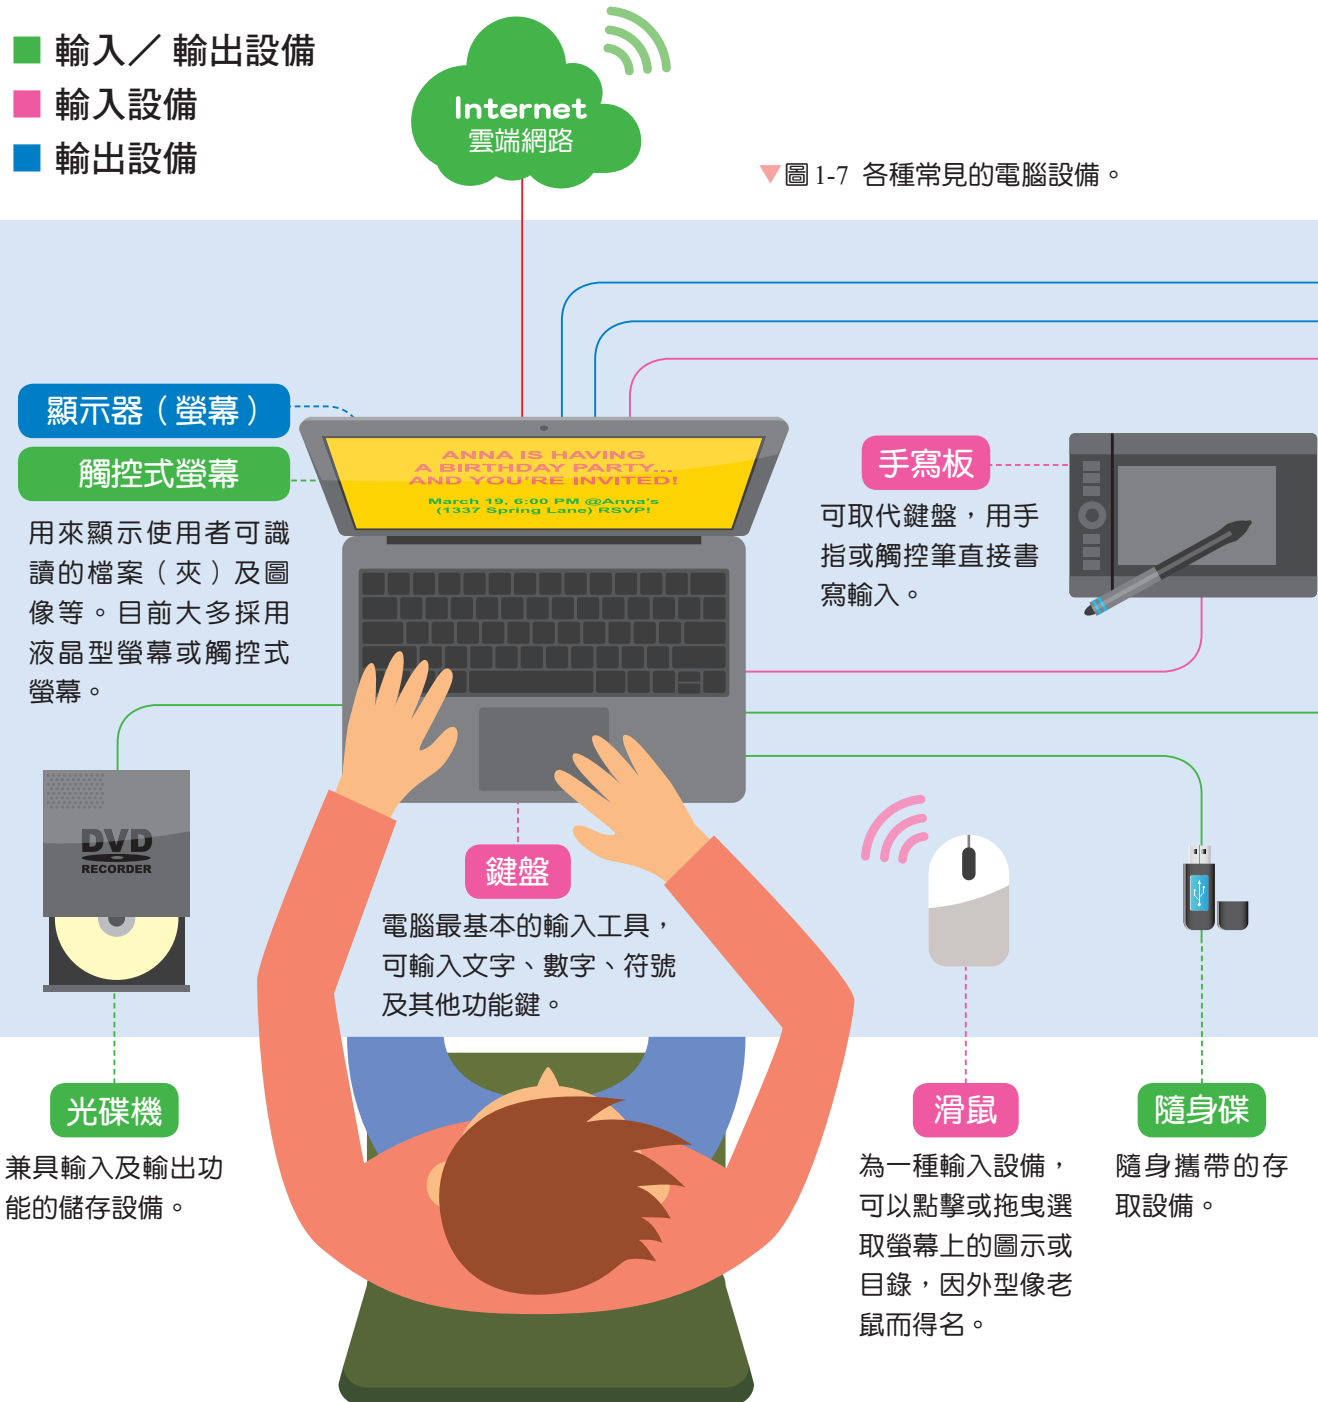 輸入／輸出設備
輸入設備
輸出設備
Internet
雲端網路
▼圖 1-7 各種常見的電腦設備。
顯示器（螢幕）
觸控式螢幕
用來顯示使用者可識
讀的檔案（夾）及圖
像等。目前大多採用
液晶型螢幕或觸控式
螢幕。
ANNA IS HAVING
A BIRTHDAY PARTY...
AND YOU'RE INVITED!
March 19, 6:00 PM @Anna's
(1337 Spring Lane) RSVP!
手寫板
可取代鍵盤，用手
指或觸控筆直接書
寫輸入。
DVD
RECORDER
鍵盤
電腦最基本的輸入工具，
可輸入文字、數字、符號
及其他功能鍵。
光碟機
兼具輸入及輸出功
能的儲存設備。
滑鼠
為一種輸入設備，
可以點擊或拖曳選
取螢幕上的圖示或
目錄，因外型像老
鼠而得名。
隨身碟
隨身攜帶的存
取設備。